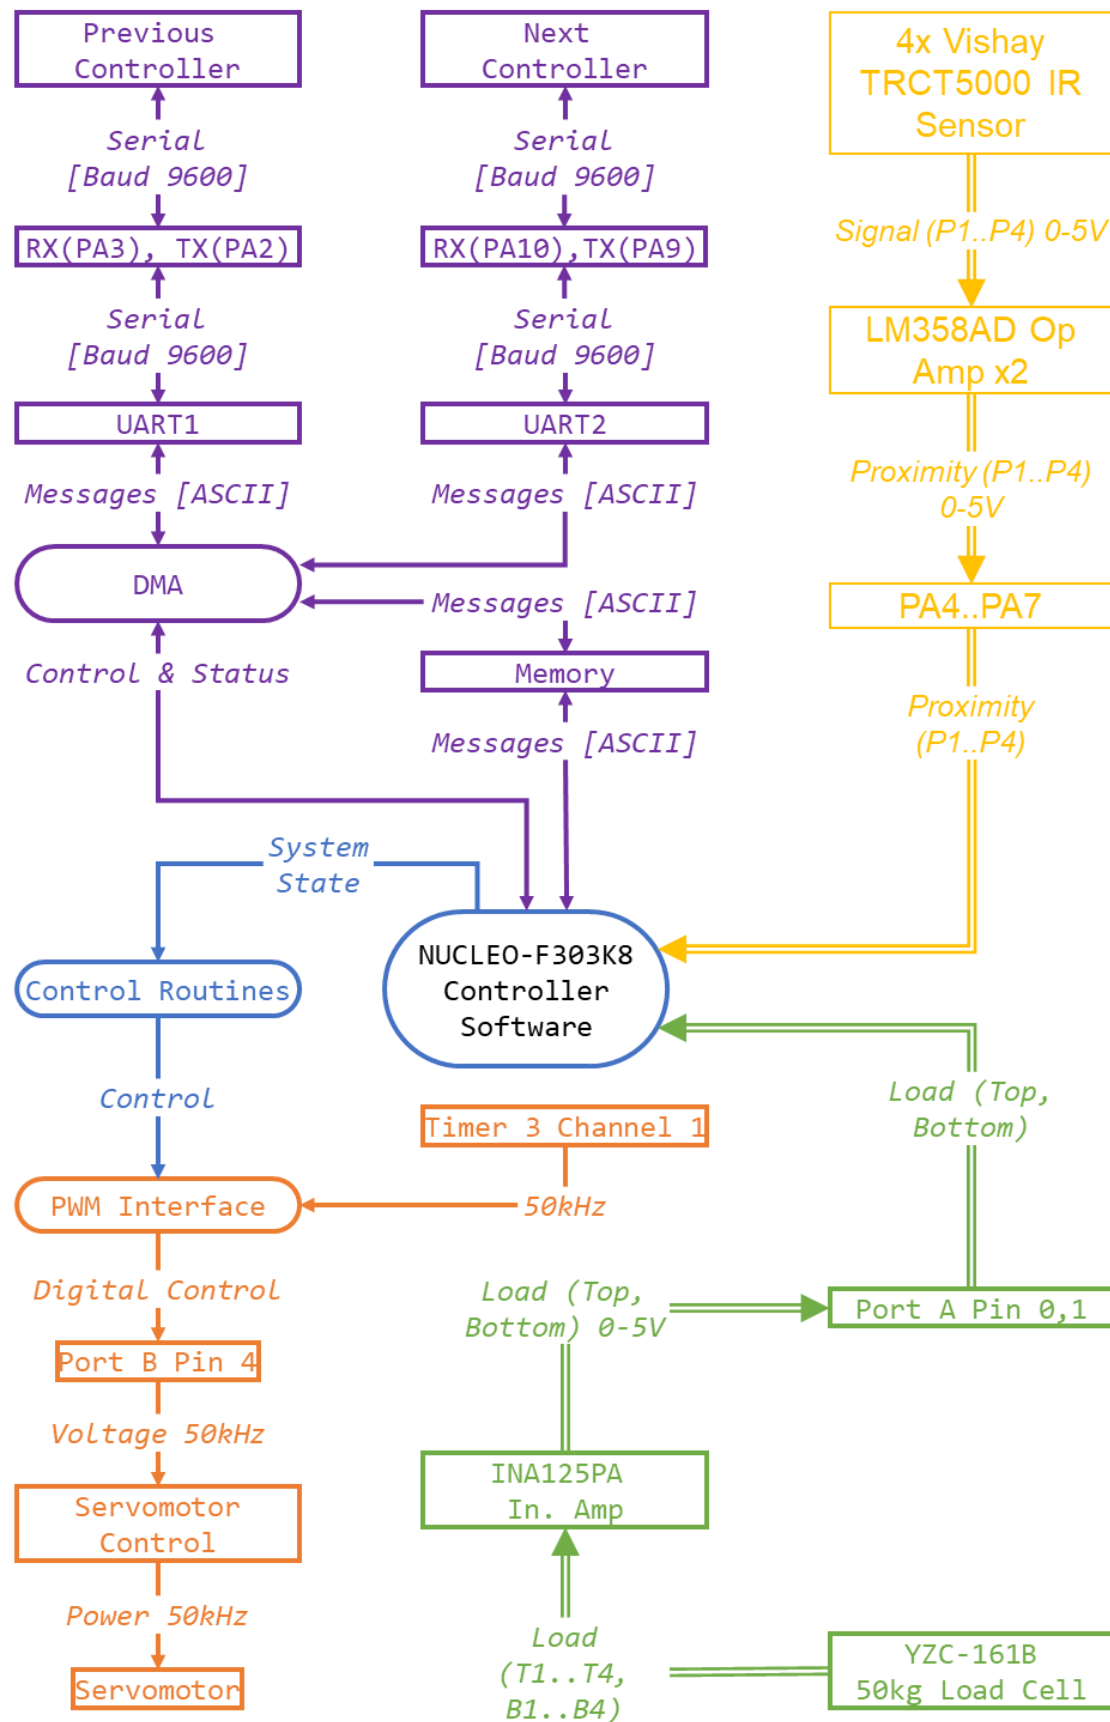 Previous
Controller
Next
Controller
4x Vishay
TRCT5000 IR
Sensor
Serial
[Baud 9600]
Serial
[Baud 9600]
Signal (P1..P4) 0-5V
RX(PA3), TX(PA2)
RX(PA10),TX(PA9)
Serial
[Baud 9600]
Serial
[Baud 9600]
LM358AD Op
Amp x2
UART1
UART2
Messages [ASCII]
Messages [ASCII]
Proximity (P1..P4)
0-5V
DMA
Messages [ASCII]
PA4..PA7
Control & Status
Memory
Messages [ASCII]
Proximity
(P1..P4)
System
State
NUCLEO-F303K8
Controller
Software
Control Routines
Control
Timer 3 Channel 1
Load (Top,
Bottom)
PWM Interface
50kHz
Digital Control
Load (Top,
Bottom) 0-5V
Port A Pin 0,1
Port B Pin 4
Voltage 50kHz
INA125PA
In. Amp
Servomotor
Control
Power 50kHz
Load
(T1..T4,
B1..B4)
YZC-161B
50kg Load Cell
Servomotor